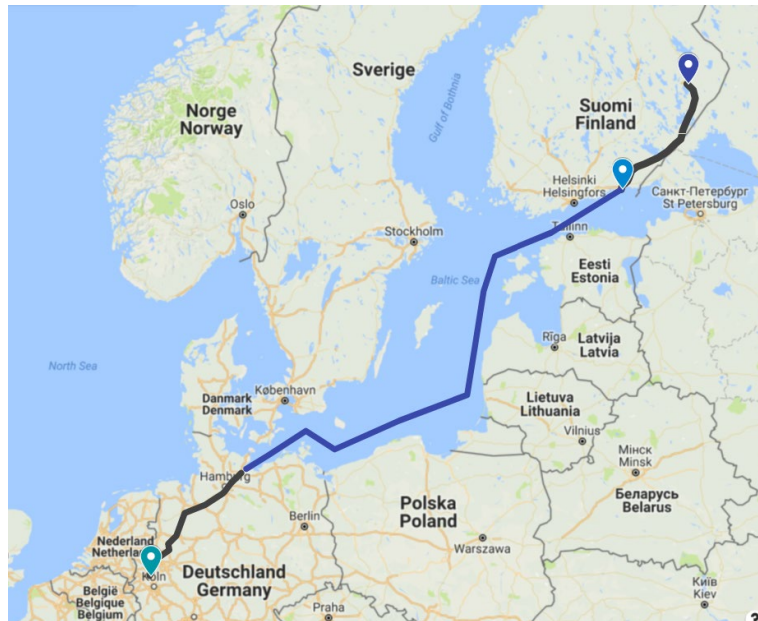 Sverige
Norge
Norway
Suomi
Finland
Gulf of Bothnia
Helsinki
Helsingfors
Санкт-Петербург
St Petersburg
Oslo
Stockholm
Tallinn
Baltic Sea
Eesti
Estonia
North Sea
Rīga
Latvija
Latvia
Danmark
Denmark
København
Lietuva
Lithuania
Vilnius
Мінск
Minsk
Беларусь
Belarus
Hamburg
Berlin
Polska
Poland
Warszawa
Nederland
Köln
Deutschland
Germany
België
Belgique
Belgium
Praha
Київ
Kiev